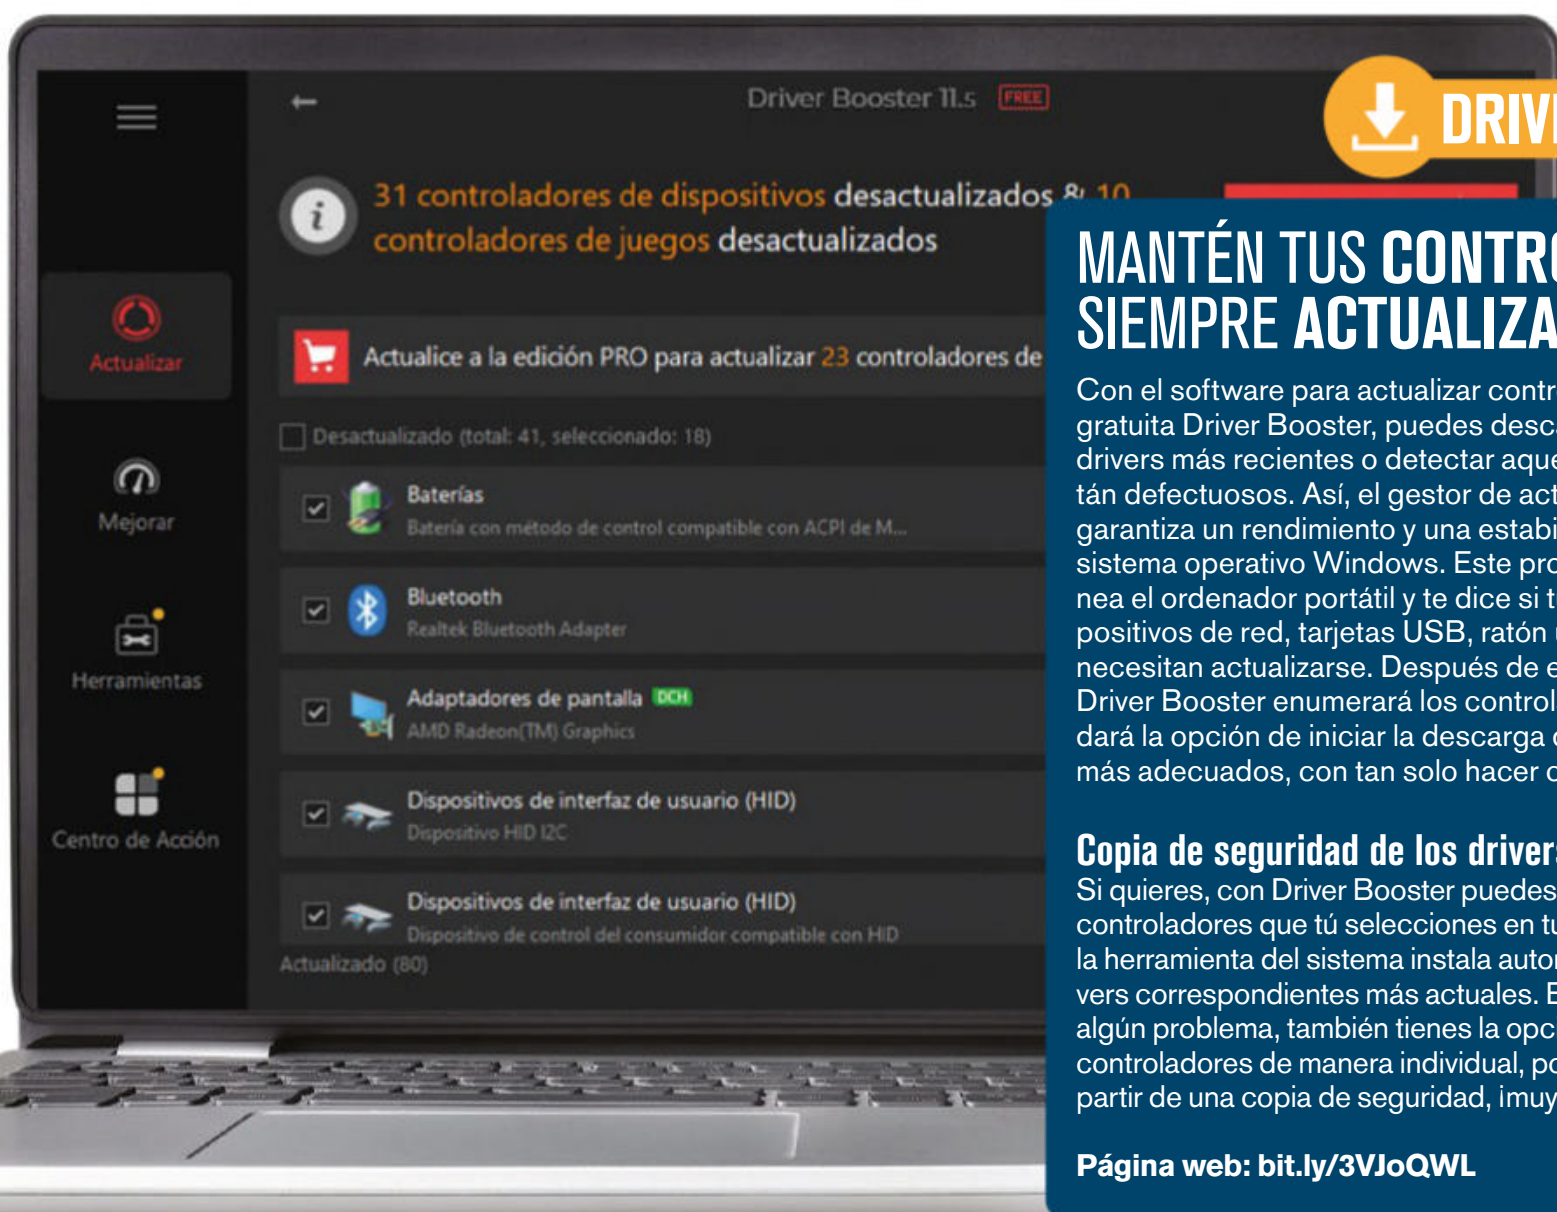 Driver Booster 11.5 FREE
31 controladores de dispositivos desactualizados & 10
controladores de juegos desactualizados
Actualizar
Mejorar
Herramientas
Centro de Acción
Actualice a la edición PRO para actualizar 23 controladores de
Desactualizado (total: 41, seleccionado: 18)
Baterías
Batería con método de control compatible con ACPI de M...
Bluetooth
Realtek Bluetooth Adapter
Adaptadores de pantalla DCH
AMD Radeon(TM) Graphics
Dispositivos de interfaz de usuario (HID)
Dispositivo HID I2C
Dispositivos de interfaz de usuario (HID)
Dispositivo de control del consumidor compatible con HID
Actualizado (80)
DRIV
MANTÉN TUS CONTRO
SIEMPRE ACTUALIZA
Con el software para actualizar contr
gratuita Driver Booster, puedes desca
drivers más recientes o detectar aque
tán defectuosos. Así, el gestor de act
garantiza un rendimiento y una estabi
sistema operativo Windows. Este pro
nea el ordenador portátil y te dice si t
positivos de red, tarjetas USB, ratón
necesitan actualizarse. Después de e
Driver Booster enumerará los control
dará la opción de iniciar la descarga
más adecuados, con tan solo hacer c
Copia de seguridad de los drivers
Si quieres, con Driver Booster puedes
controladores que tú selecciones en tu
la herramienta del sistema instala autor
vers correspondientes más actuales. E
algún problema, también tienes la opc
controladores de manera individual, po
partir de una copia de seguridad, ¡muy
Página web: bit.ly/3VJoQWL